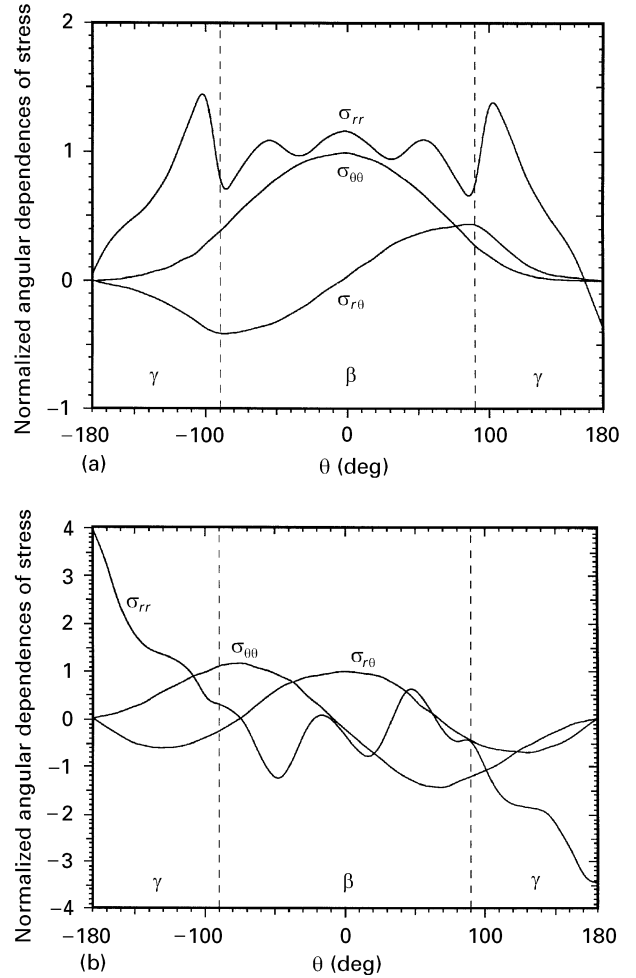 Normalized angular dependences of stress
2
1
0
−1
σrr
σθθ
σrθ
γ β γ
−180 −100 0 100 180
(a) θ (deg)
Normalized angular dependences of stress
4
3
2
1
0
−1
−2
−3
−4
σrr
σθθ σrθ
γ β γ
−180 −100 0 100 180
(b) θ (deg)